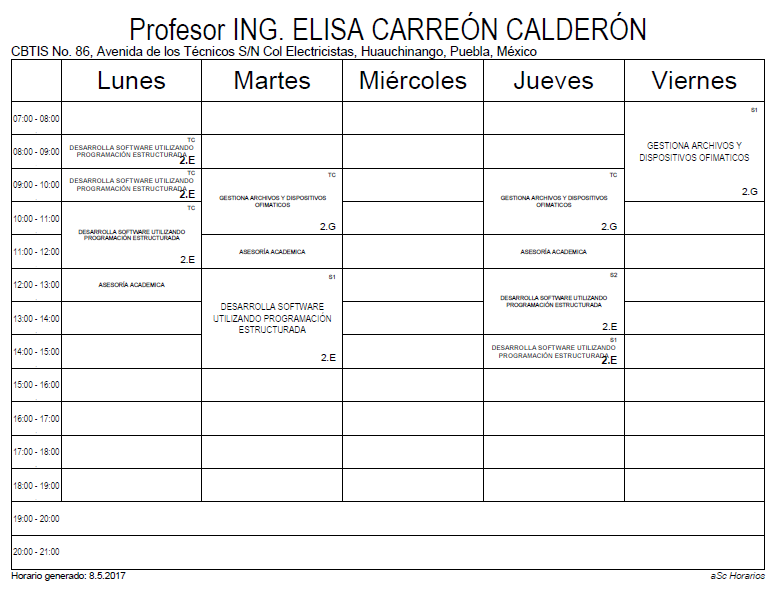 Profesor ING. ELISA CARREÓN CALDERÓN
CBTIS No. 86, Avenida de los Técnicos S/N Col Electricistas, Huauchinango, Puebla, México
Lunes Martes Miércoles Jueves Viernes
07:00 - 08:00
S1
GESTIONA ARCHIVOS Y
DISPOSITIVOS OFIMATICOS
2.G
08:00 - 09:00
TC
DESARROLLA SOFTWARE UTILIZANDO
PROGRAMACIÓN ESTRUCTURADA
2.E
09:00 - 10:00
TC
DESARROLLA SOFTWARE UTILIZANDO
PROGRAMACIÓN ESTRUCTURADA
2.E
TC
GESTIONA ARCHIVOS Y DISPOSITIVOS
OFIMATICOS
2.G
TC
GESTIONA ARCHIVOS Y DISPOSITIVOS
OFIMATICOS
2.G
10:00 - 11:00
TC
DESARROLLA SOFTWARE UTILIZANDO
PROGRAMACIÓN ESTRUCTURADA
2.E
11:00 - 12:00
ASESORÍA ACADEMICA
ASESORÍA ACADEMICA
12:00 - 13:00
ASESORÍA ACADEMICA
S1
DESARROLLA SOFTWARE
UTILIZANDO PROGRAMACIÓN
ESTRUCTURADA
2.E
S2
DESARROLLA SOFTWARE UTILIZANDO
PROGRAMACIÓN ESTRUCTURADA
2.E
13:00 - 14:00
14:00 - 15:00
S1
DESARROLLA SOFTWARE UTILIZANDO
PROGRAMACIÓN ESTRUCTURADA
2.E
15:00 - 16:00
16:00 - 17:00
17:00 - 18:00
18:00 - 19:00
19:00 - 20:00
20:00 - 21:00
Horario generado: 8.5.2017
aSc Horarios